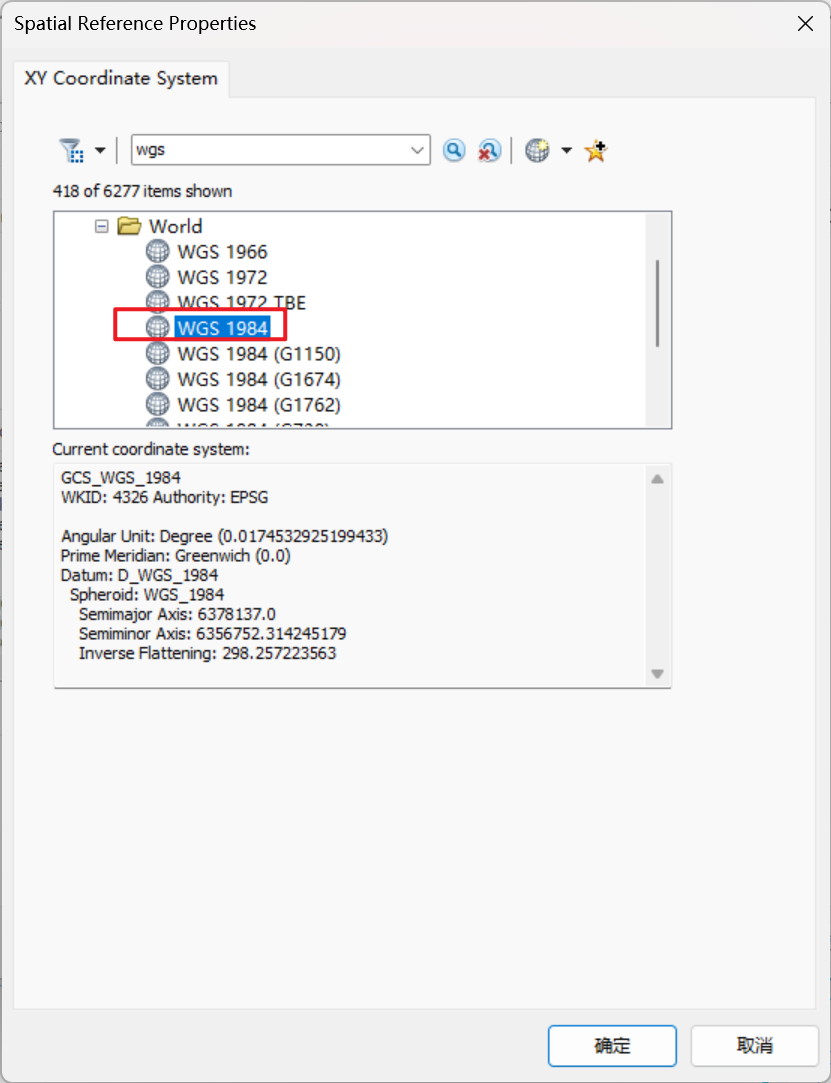 Spatial Reference Properties
XY Coordinate System
wgs
418 of 6277 items shown
World
WGS 1966
WGS 1972
WGS 1972 TBE
WGS 1984
WGS 1984 (G1150)
WGS 1984 (G1674)
WGS 1984 (G1762)
Current coordinate system:
GCS_WGS_1984
WKID: 4326 Authority: EPSG
Angular Unit: Degree (0.0174532925199433)
Prime Meridian: Greenwich (0.0)
Datum: D_WGS_1984
Spheroid: WGS_1984
Semimajor Axis: 6378137.0
Semiminor Axis: 6356752.314245179
Inverse Flattening: 298.257223563
确定
取消